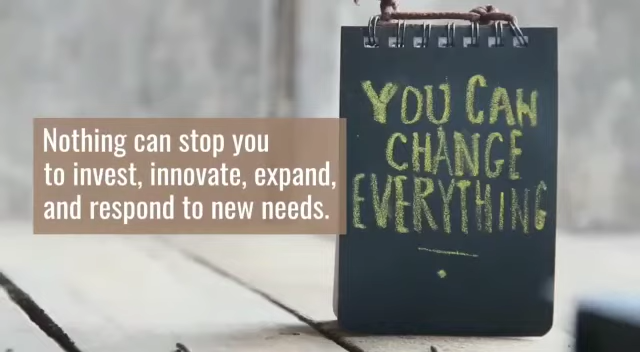 Nothing can stop you
to invest, innovate, expand,
and respond to new needs.
YOU CAN
CHANGE
EVERYTHING